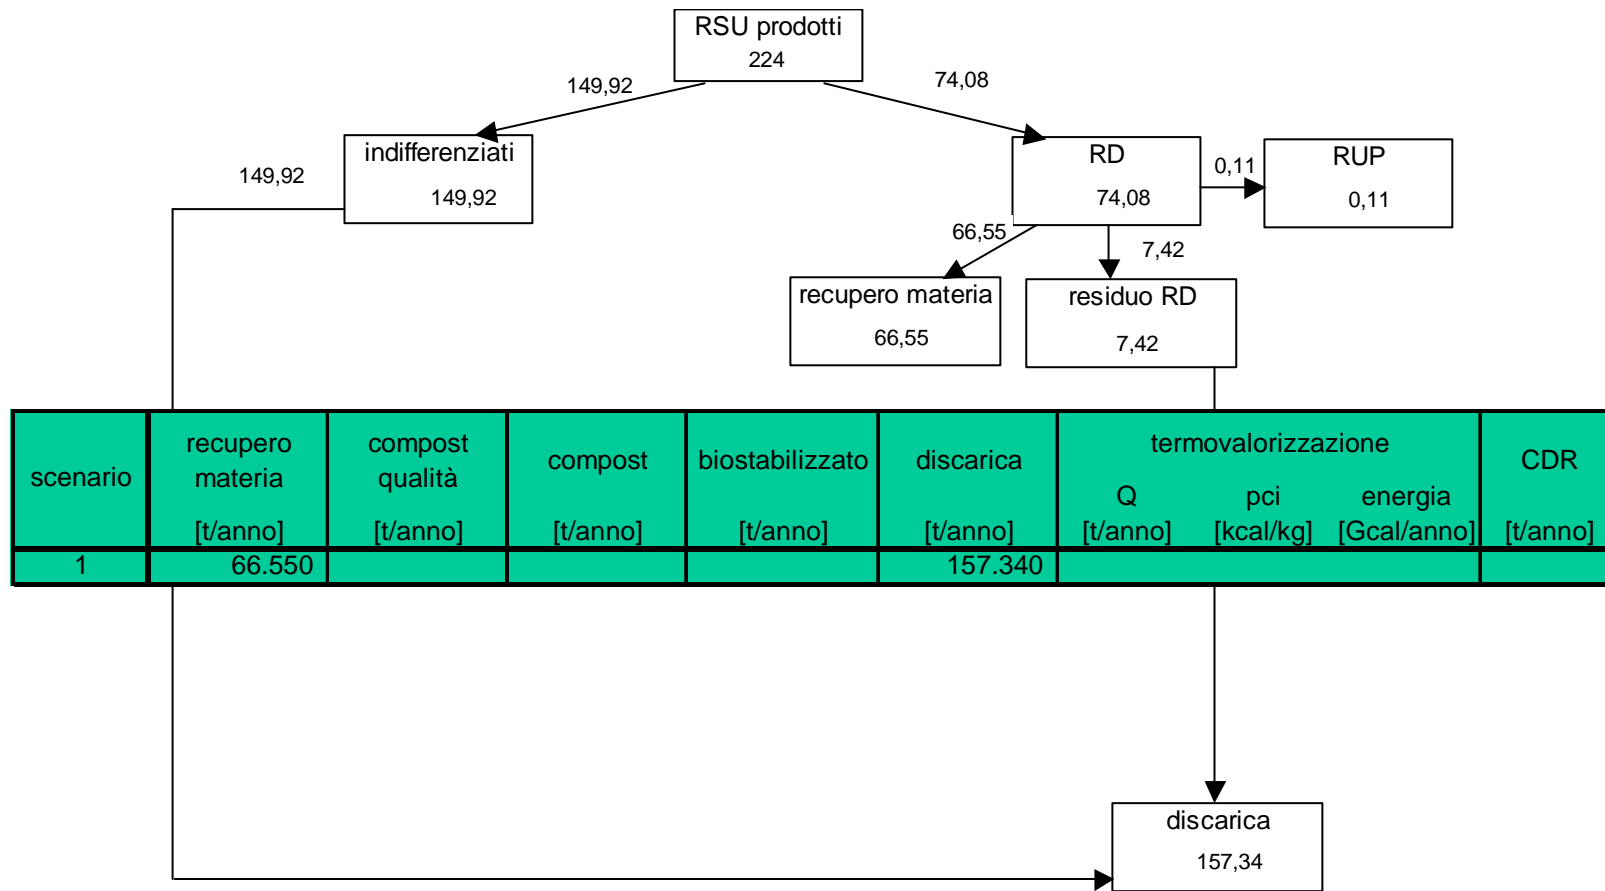 RSU prodotti
224
149,92
74,08
indifferenziati
149,92
149,92
RD
74,08
0,11
RUP
0,11
66,55
7,42
recupero materia
66,55
residuo RD
7,42
scenario
recupero
materia
[t/anno]
compost
qualità
[t/anno]
compost
[t/anno]
biostabilizzato
[t/anno]
discarica
[t/anno]
termovalorizzazione
Q
[t/anno]
pci
[kcal/kg]
energia
[Gcal/anno]
CDR
[t/anno]
1 66.550 157.340
discarica
157,34